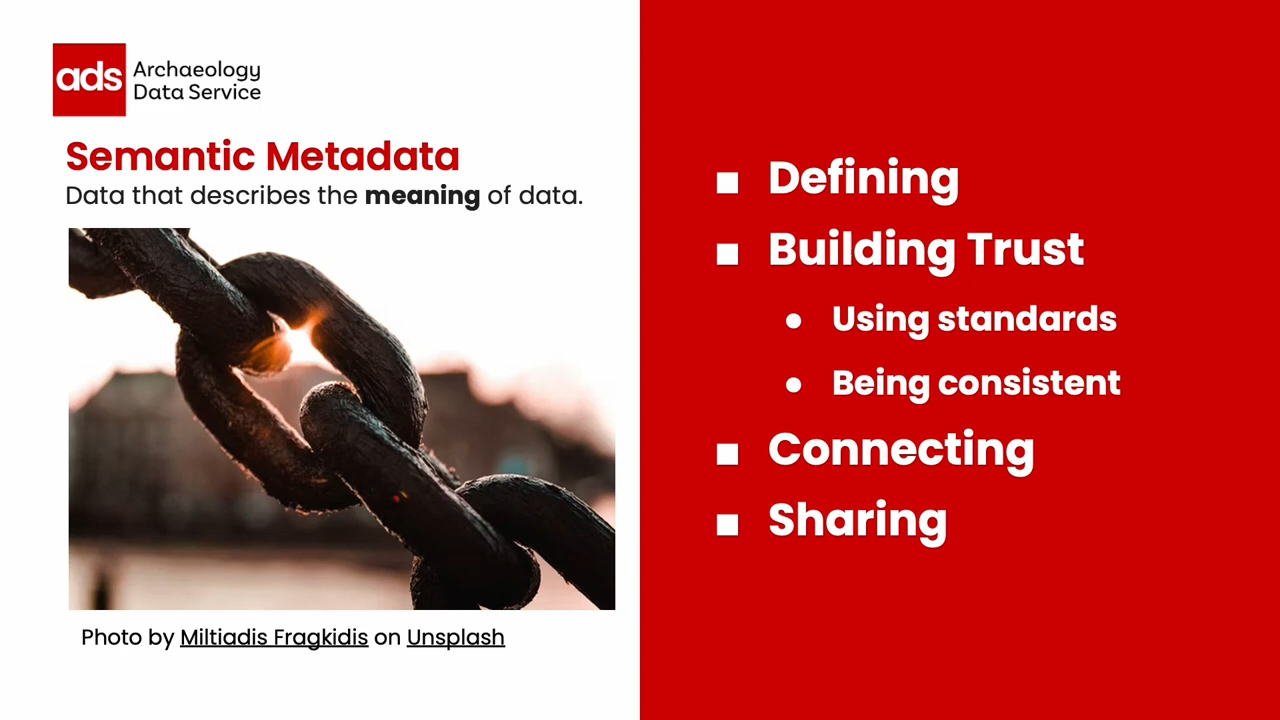 ads Archaeology
Data Service
Semantic Metadata
Data that describes the meaning of data.
Photo by Miltiadis Fragkidis on Unsplash
■ Defining
■ Building Trust
● Using standards
● Being consistent
■ Connecting
■ Sharing